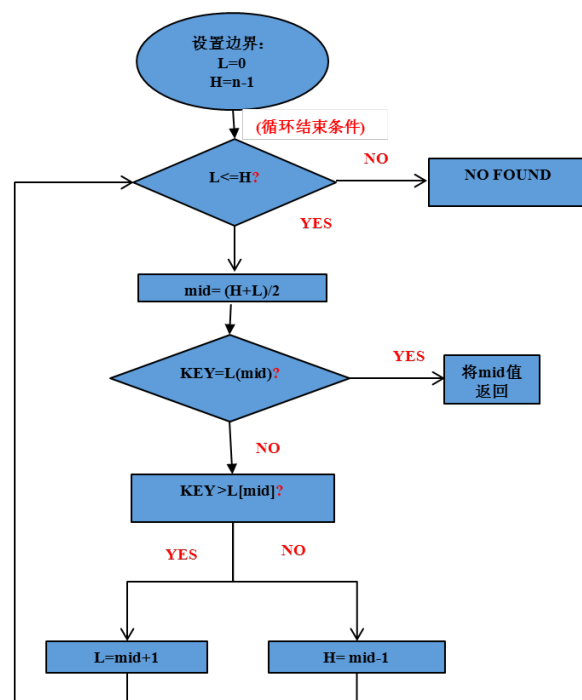 设置边界：
L=0
H=n-1
(循环结束条件)
L<=H?
NO
NO FOUND
YES
mid= (H+L)/2
KEY=L(mid)?
YES
将mid值
返回
NO
KEY>L[mid]?
YES
NO
L=mid+1
H= mid-1